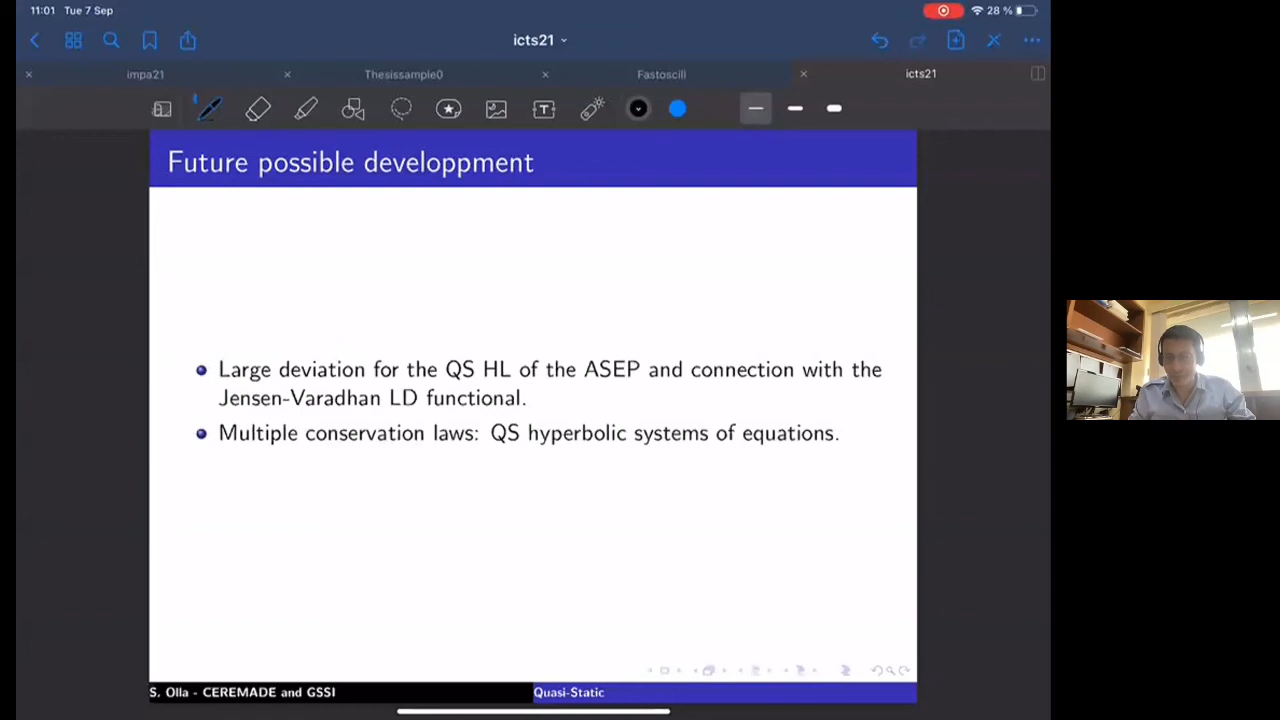 11:01 Tue 7 Sep
28 %
icts21
impa21
Thesissample0
Fastoscill
icts21
T
Future possible developpment
Large deviation for the QS HL of the ASEP and connection with the
Jensen-Varadhan LD functional.
Multiple conservation laws: QS hyperbolic systems of equations.
S. Olla - CEREMADE and GSSI
Quasi-Static